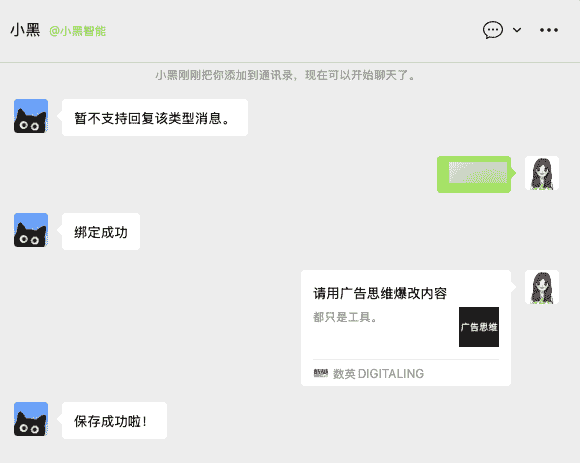 小黑 @小黑智能
小黑刚刚把你添加到通讯录，现在可以开始聊天了。
暂不支持回复该类型消息。
绑定成功
请用广告思维爆改内容
都只是工具。
广告思维
数英 DIGITALING
保存成功啦！